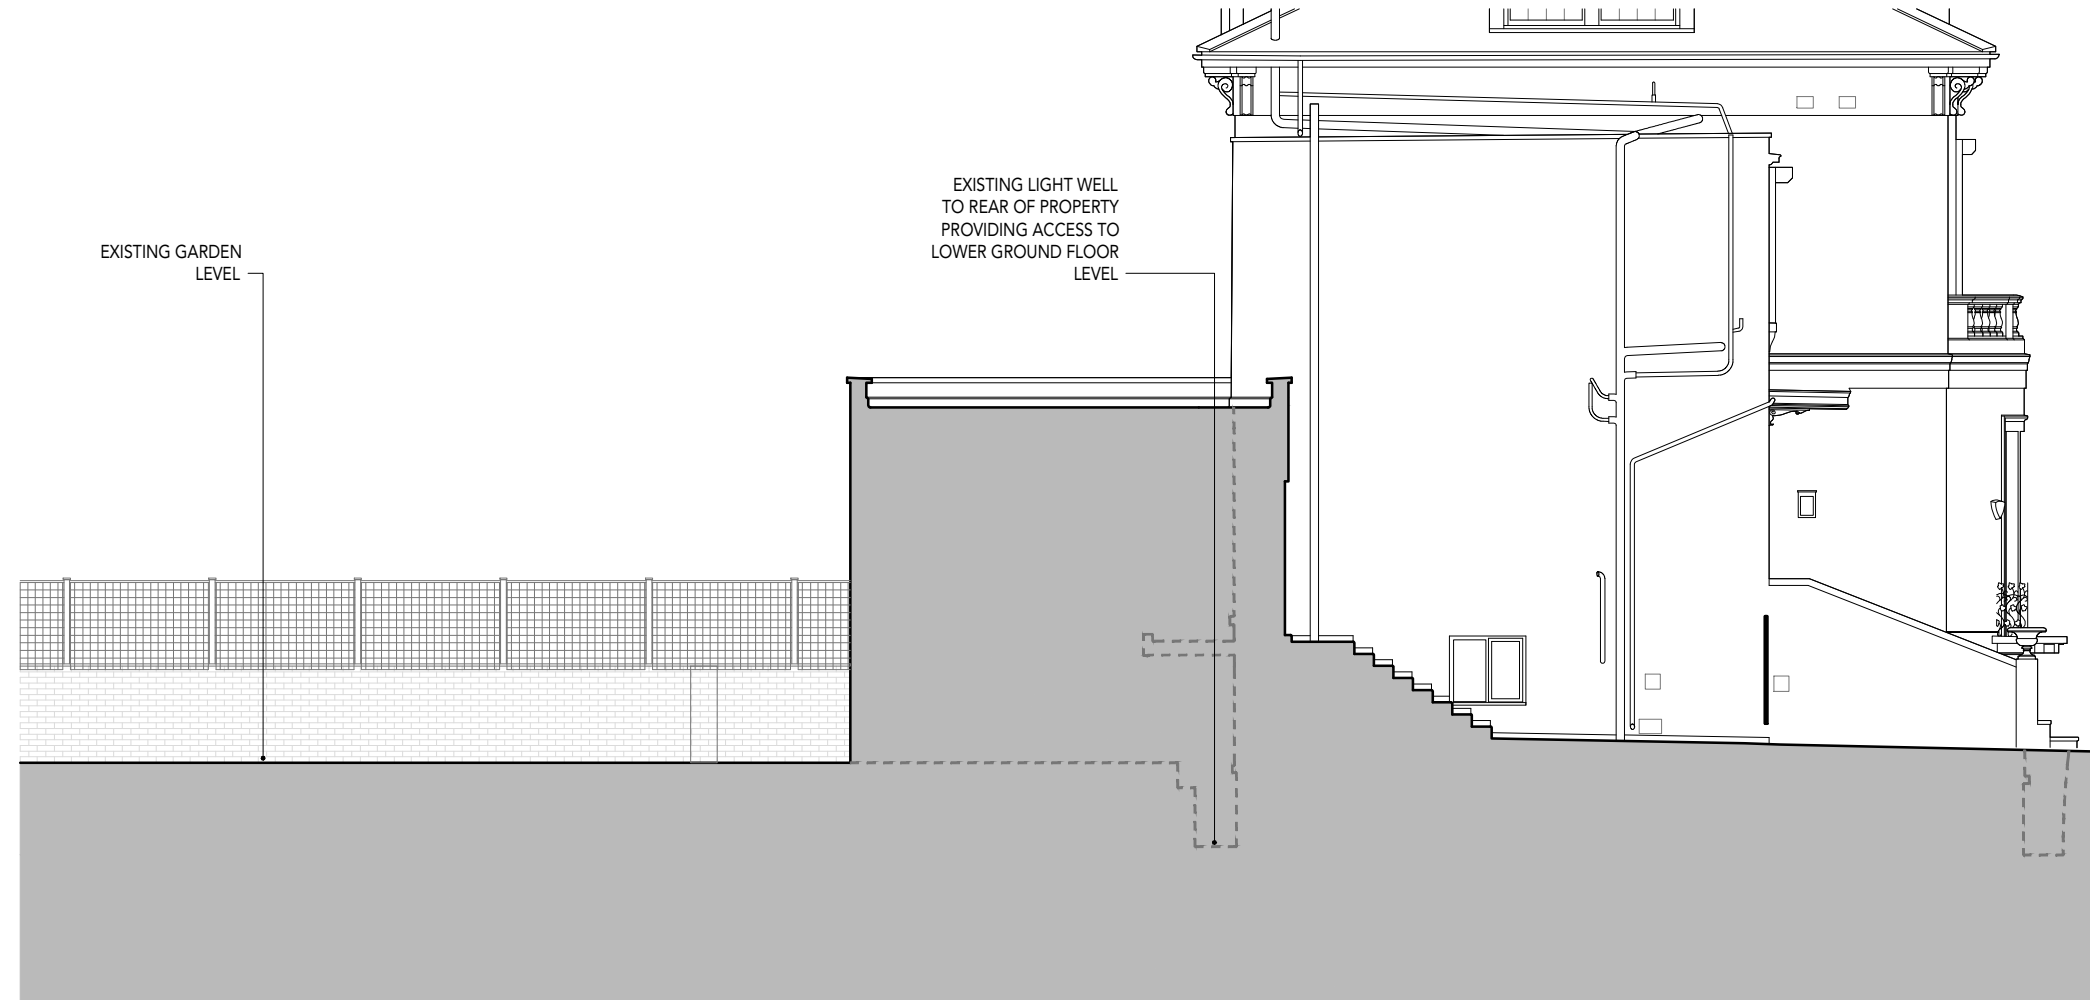 EXISTING GARDEN
LEVEL
EXISTING LIGHT WELL
TO REAR OF PROPERTY
PROVIDING ACCESS TO
LOWER GROUND FLOOR
LEVEL